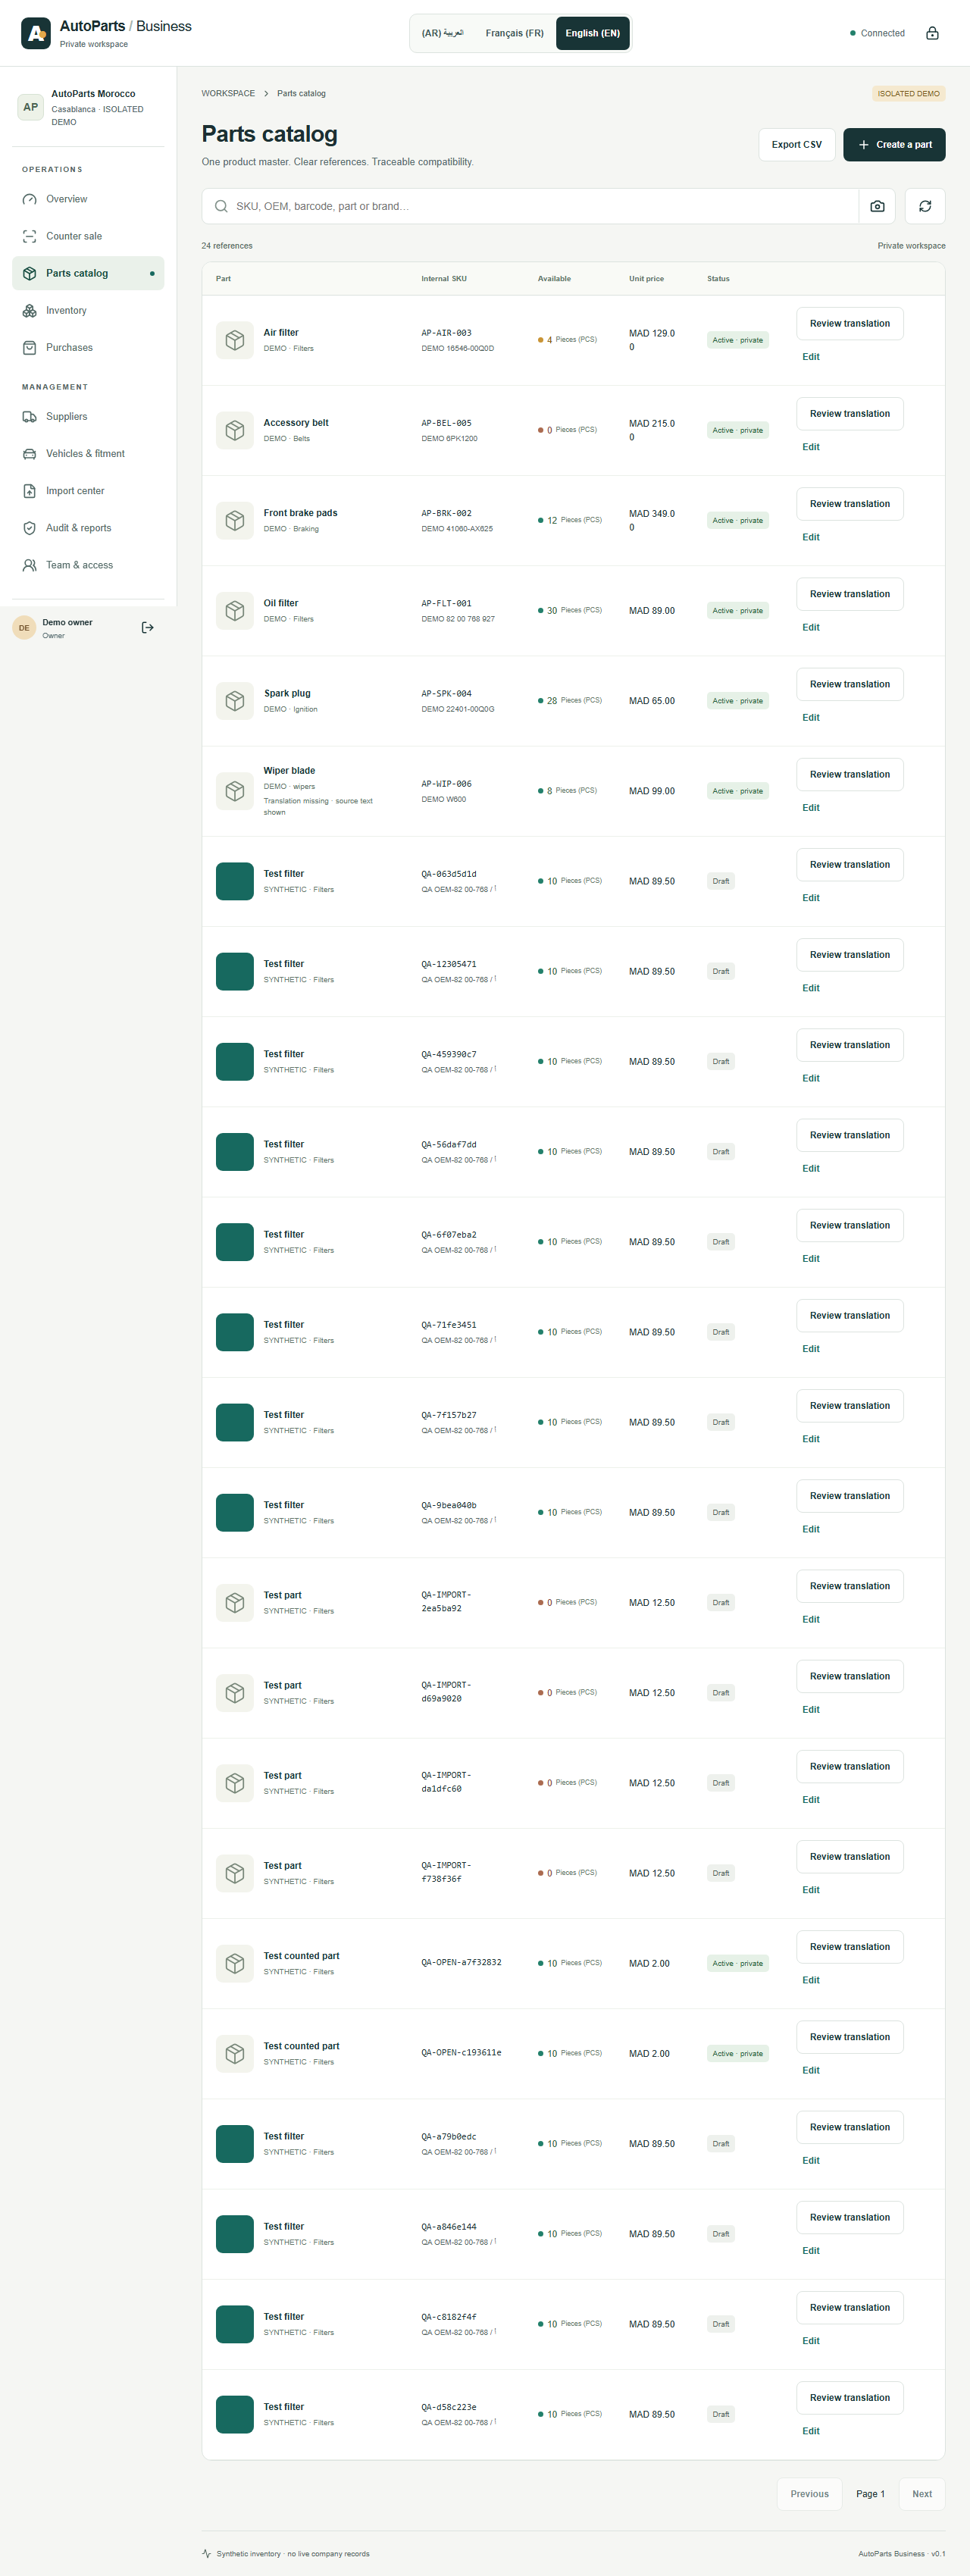 AutoParts / Business
Private workspace
العربية (AR)
Français (FR)
English (EN)
Connected
AP
AutoParts Morocco
Casablanca · ISOLATED
DEMO
OPERATIONS
Overview
Counter sale
Parts catalog
Inventory
Purchases
MANAGEMENT
Suppliers
Vehicles & fitment
Import center
Audit & reports
Team & access
DE
Demo owner
Owner
WORKSPACE > Parts catalog
ISOLATED DEMO
Parts catalog
One product master. Clear references. Traceable compatibility.
Export CSV
+ Create a part
SKU, OEM, barcode, part or brand...
24 references
Private workspace
Part Internal SKU Available Unit price Status
Air filter
DEMO · Filters
AP-AIR-003
DEMO 16546-00Q0D
4 Pieces (PCS)
MAD 129.0
0
Active · private
Review translation
Edit
Accessory belt
DEMO · Belts
AP-BEL-005
DEMO 6PK1200
0 Pieces (PCS)
MAD 215.0
0
Active · private
Review translation
Edit
Front brake pads
DEMO · Braking
AP-BRK-002
DEMO 41060-AX625
12 Pieces (PCS)
MAD 349.0
0
Active · private
Review translation
Edit
Oil filter
DEMO · Filters
AP-FLT-001
DEMO 82 00 768 927
30 Pieces (PCS)
MAD 89.00
Active · private
Review translation
Edit
Spark plug
DEMO · Ignition
AP-SPK-004
DEMO 22401-00Q0G
28 Pieces (PCS)
MAD 65.00
Active · private
Review translation
Edit
Wiper blade
DEMO · wipers
Translation missing · source text
shown
AP-WIP-006
DEMO W600
8 Pieces (PCS)
MAD 99.00
Active · private
Review translation
Edit
Test filter
SYNTHETIC · Filters
QA-063d5d1d
QA OEM-82 00-768 / أ
10 Pieces (PCS)
MAD 89.50
Draft
Review translation
Edit
Test filter
SYNTHETIC · Filters
QA-12305471
QA OEM-82 00-768 / أ
10 Pieces (PCS)
MAD 89.50
Draft
Review translation
Edit
Test filter
SYNTHETIC · Filters
QA-459390c7
QA OEM-82 00-768 / أ
10 Pieces (PCS)
MAD 89.50
Draft
Review translation
Edit
Test filter
SYNTHETIC · Filters
QA-56daf7dd
QA OEM-82 00-768 / أ
10 Pieces (PCS)
MAD 89.50
Draft
Review translation
Edit
Test filter
SYNTHETIC · Filters
QA-6f07eba2
QA OEM-82 00-768 / أ
10 Pieces (PCS)
MAD 89.50
Draft
Review translation
Edit
Test filter
SYNTHETIC · Filters
QA-71fe3451
QA OEM-82 00-768 / أ
10 Pieces (PCS)
MAD 89.50
Draft
Review translation
Edit
Test filter
SYNTHETIC · Filters
QA-7f157b27
QA OEM-82 00-768 / أ
10 Pieces (PCS)
MAD 89.50
Draft
Review translation
Edit
Test filter
SYNTHETIC · Filters
QA-9bea040b
QA OEM-82 00-768 / أ
10 Pieces (PCS)
MAD 89.50
Draft
Review translation
Edit
Test part
SYNTHETIC · Filters
QA-IMPORT-
2ea5ba92
0 Pieces (PCS)
MAD 12.50
Draft
Review translation
Edit
Test part
SYNTHETIC · Filters
QA-IMPORT-
d69a9020
0 Pieces (PCS)
MAD 12.50
Draft
Review translation
Edit
Test part
SYNTHETIC · Filters
QA-IMPORT-
da1dfc60
0 Pieces (PCS)
MAD 12.50
Draft
Review translation
Edit
Test part
SYNTHETIC · Filters
QA-IMPORT-
f738f36f
0 Pieces (PCS)
MAD 12.50
Draft
Review translation
Edit
Test counted part
SYNTHETIC · Filters
QA-OPEN-a7f32832
10 Pieces (PCS)
MAD 2.00
Active · private
Review translation
Edit
Test counted part
SYNTHETIC · Filters
QA-OPEN-c193611e
10 Pieces (PCS)
MAD 2.00
Active · private
Review translation
Edit
Test filter
SYNTHETIC · Filters
QA-a79b0edc
QA OEM-82 00-768 / أ
10 Pieces (PCS)
MAD 89.50
Draft
Review translation
Edit
Test filter
SYNTHETIC · Filters
QA-a846e144
QA OEM-82 00-768 / أ
10 Pieces (PCS)
MAD 89.50
Draft
Review translation
Edit
Test filter
SYNTHETIC · Filters
QA-c8182f4f
QA OEM-82 00-768 / أ
10 Pieces (PCS)
MAD 89.50
Draft
Review translation
Edit
Test filter
SYNTHETIC · Filters
QA-d58c223e
QA OEM-82 00-768 / أ
10 Pieces (PCS)
MAD 89.50
Draft
Review translation
Edit
Previous
Page 1
Next
Synthetic inventory · no live company records
AutoParts Business · v0.1